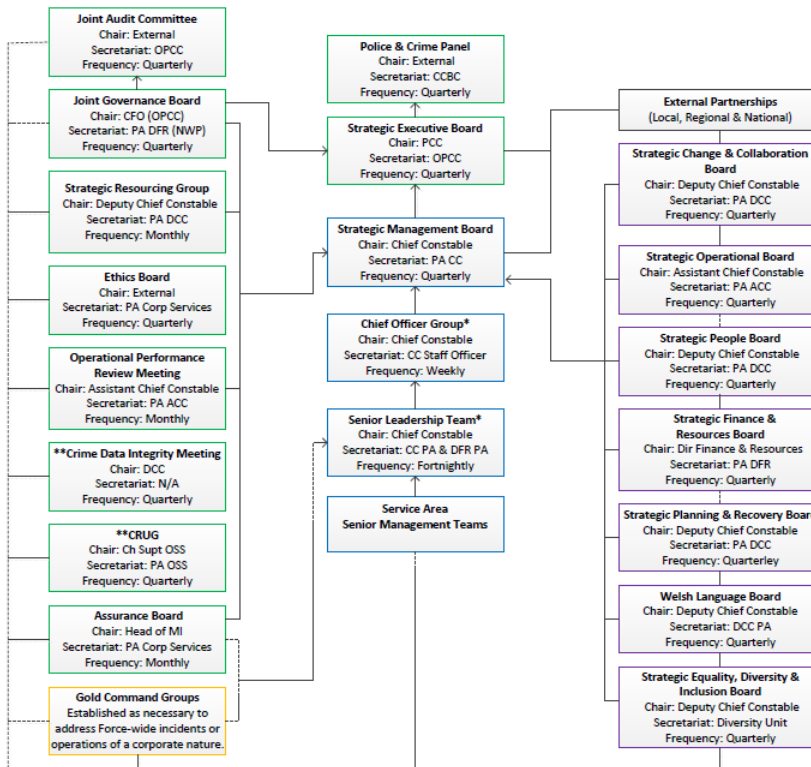 Joint Audit Committee
Chair: External
Secretariat: OPCC
Frequency: Quarterly
Joint Governance Board
Chair: CFO (OPCC)
Secretariat: PA DFR (NWP)
Frequency: Quarterly
Strategic Resourcing Group
Chair: Deputy Chief Constable
Secretariat: PA DCC
Frequency: Monthly
Ethics Board
Chair: External
Secretariat: PA Corp Services
Frequency: Quarterly
Operational Performance
Review Meeting
Chair: Assistant Chief Constable
Secretariat: PA ACC
Frequency: Monthly
**Crime Data Integrity Meeting
Chair: DCC
Secretariat: N/A
Frequency: Quarterly
**CRUG
Chair: Ch Supt OSS
Secretariat: PA OSS
Frequency: Quarterly
Assurance Board
Chair: Head of MI
Secretariat: PA Corp Services
Frequency: Monthly
Gold Command Groups
Established as necessary to
address Force-wide incidents or
operations of a corporate nature.
Police & Crime Panel
Chair: External
Secretariat: CCBC
Frequency: Quarterly
Strategic Executive Board
Chair: PCC
Secretariat: OPCC
Frequency: Quarterly
Strategic Management Board
Chair: Chief Constable
Secretariat: PA CC
Frequency: Quarterly
Chief Officer Group*
Chair: Chief Constable
Secretariat: CC Staff Officer
Frequency: Weekly
Senior Leadership Team*
Chair: Chief Constable
Secretariat: CC PA & DFR PA
Frequency: Fortnightly
Service Area
Senior Management Teams
External Partnerships
(Local, Regional & National)
Strategic Change & Collaboration
Board
Chair: Deputy Chief Constable
Secretariat: PA DCC
Frequency: Quarterly
Strategic Operational Board
Chair: Assistant Chief Constable
Secretariat: PA ACC
Frequency: Quarterly
Strategic People Board
Chair: Deputy Chief Constable
Secretariat: PA DCC
Frequency: Quarterly
Strategic Finance &
Resources Board
Chair: Dir Finance & Resources
Secretariat: PA DFR
Frequency: Quarterly
Strategic Planning & Recovery Board
Chair: Deputy Chief Constable
Secretariat: PA DCC
Frequency: Quarterley
Welsh Language Board
Chair: Deputy Chief Constable
Secretariat: DCC PA
Frequency: Quarterly
Strategic Equality, Diversity &
Inclusion Board
Chair: Deputy Chief Constable
Secretariat: Diversity Unit
Frequency: Quarterly